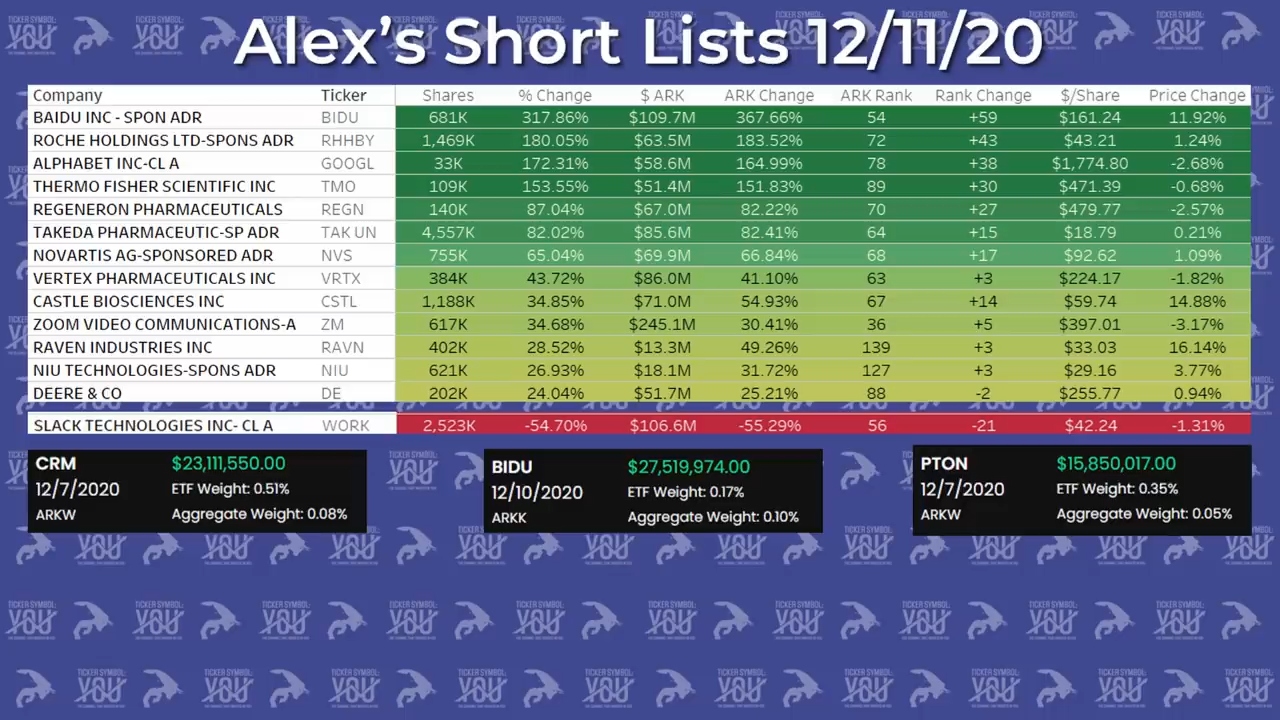 Alex's Short Lists 12/11/20
Company Ticker Shares % Change $ ARK ARK Change ARK Rank Rank Change $/Share Price Change
BAIDU INC - SPON ADR BIDU 681K 317.86% $109.7M 367.66% 54 +59 $161.24 11.92%
ROCHE HOLDINGS LTD-SPONS ADR RHHBY 1,469K 180.05% $63.5M 183.52% 72 +43 $43.21 1.24%
ALPHABET INC-CL A GOOGL 33K 172.31% $58.6M 164.99% 78 +38 $1,774.80 -2.68%
THERMO FISHER SCIENTIFIC INC TMO 109K 153.55% $51.4M 151.83% 89 +30 $471.39 -0.68%
REGENERON PHARMACEUTICALS REGN 140K 87.04% $67.0M 82.22% 70 +27 $479.77 -2.57%
TAKEDA PHARMACEUTIC-SP ADR TAK UN 4,557K 82.02% $85.6M 82.41% 64 +15 $18.79 0.21%
NOVARTIS AG-SPONSORED ADR NVS 755K 65.04% $69.9M 66.84% 68 +17 $92.62 1.09%
VERTEX PHARMACEUTICALS INC VRTX 384K 43.72% $86.0M 41.10% 63 +3 $224.17 -1.82%
CASTLE BIOSCIENCES INC CSTL 1,188K 34.85% $71.0M 54.93% 67 +14 $59.74 14.88%
ZOOM VIDEO COMMUNICATIONS-A ZM 617K 34.68% $245.1M 30.41% 36 +5 $397.01 -3.17%
RAVEN INDUSTRIES INC RAVN 402K 28.52% $13.3M 49.26% 139 +3 $33.03 16.14%
NIU TECHNOLOGIES-SPONS ADR NIU 621K 26.93% $18.1M 31.72% 127 +3 $29.16 3.77%
DEERE & CO DE 202K 24.04% $51.7M 25.21% 88 -2 $255.77 0.94%
SLACK TECHNOLOGIES INC- CL A WORK 2,523K -54.70% $106.6M -55.29% 56 -21 $42.24 -1.31%
CRM $23,111,550.00
12/7/2020 ETF Weight: 0.51%
ARKW Aggregate Weight: 0.08%
BIDU $27,519,974.00
12/10/2020 ETF Weight: 0.17%
ARKK Aggregate Weight: 0.10%
PTON $15,850,017.00
12/7/2020 ETF Weight: 0.35%
ARKW Aggregate Weight: 0.05%
TICKER SYMBOL:
YOU